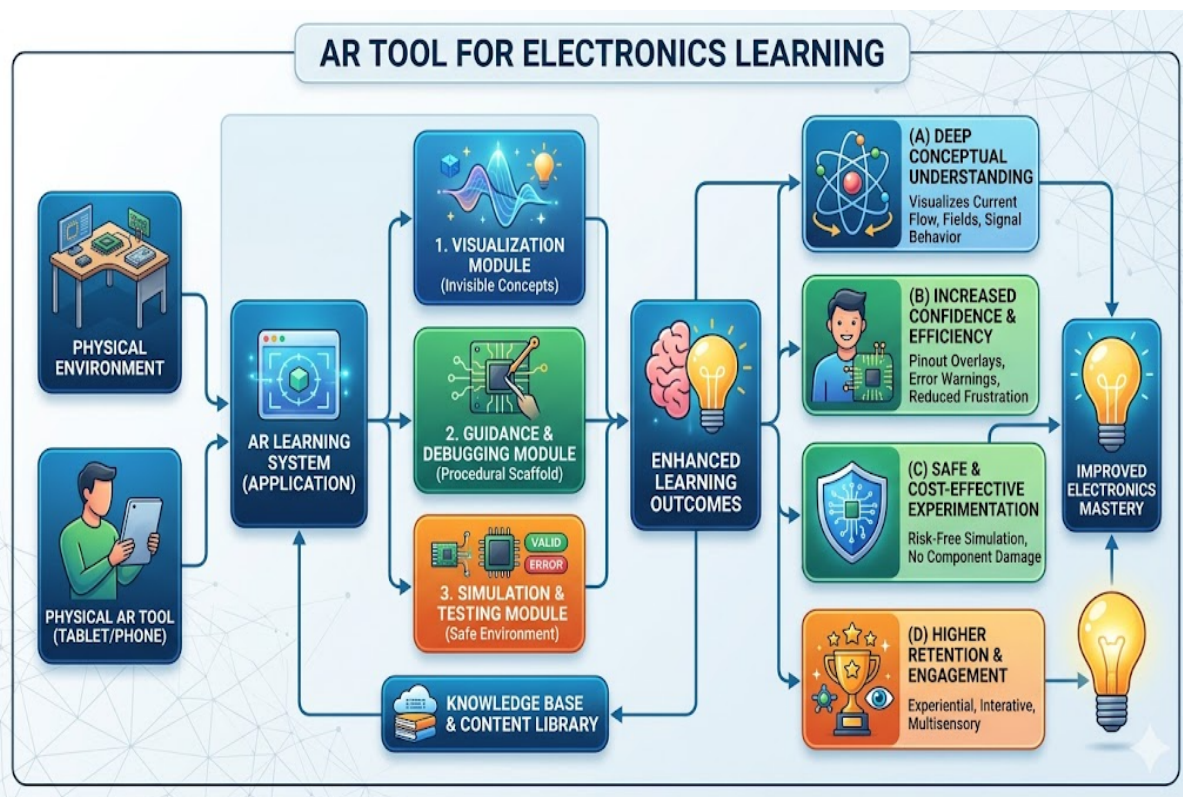 AR TOOL FOR ELECTRONICS LEARNING
PHYSICAL
ENVIRONMENT
PHYSICAL AR TOOL
(TABLET/PHONE)
AR LEARNING
SYSTEM
(APPLICATION)
1. VISUALIZATION
MODULE
(Invisible Concepts)
2. GUIDANCE &
DEBUGGING MODULE
(Procedural Scaffold)
VALID
ERROR
3. SIMULATION &
TESTING MODULE
(Safe Environment)
KNOWLEDGE BASE
& CONTENT LIBRARY
ENHANCED
LEARNING
OUTCOMES
(A) DEEP
CONCEPTUAL
UNDERSTANDING
Visualizes Current
Flow, Fields, Signal
Behavior
(B) INCREASED
CONFIDENCE &
EFFICIENCY
Pinout Overlays,
Error Warnings,
Reduced Frustration
(C) SAFE &
COST-EFFECTIVE
EXPERIMENTATION
Risk-Free Simulation,
No Component Damage
(D) HIGHER
RETENTION &
ENGAGEMENT
Experiential, Interative,
Multisensory
IMPROVED
ELECTRONICS
MASTERY